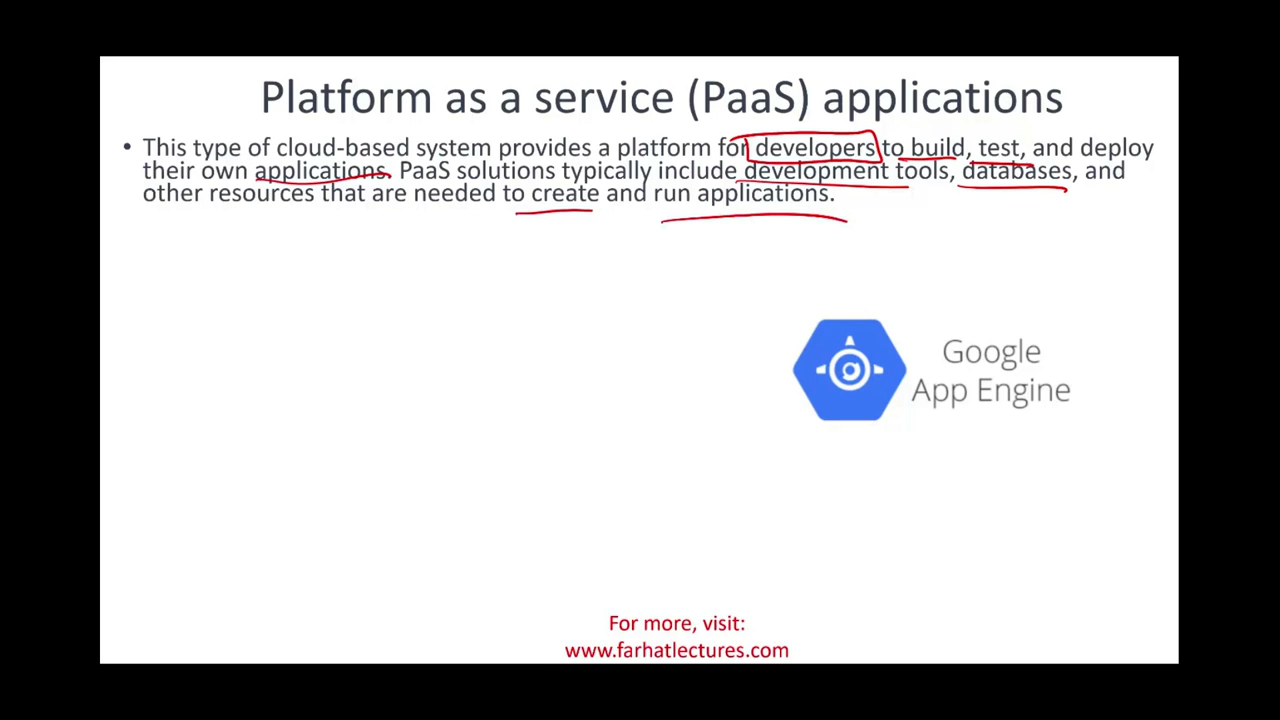 Platform as a service (PaaS) applications
• This type of cloud-based system provides a platform for developers to build, test, and deploy
their own applications. PaaS solutions typically include development tools, databases, and
other resources that are needed to create and run applications.
Google
App Engine
For more, visit:
www.farhatlectures.com